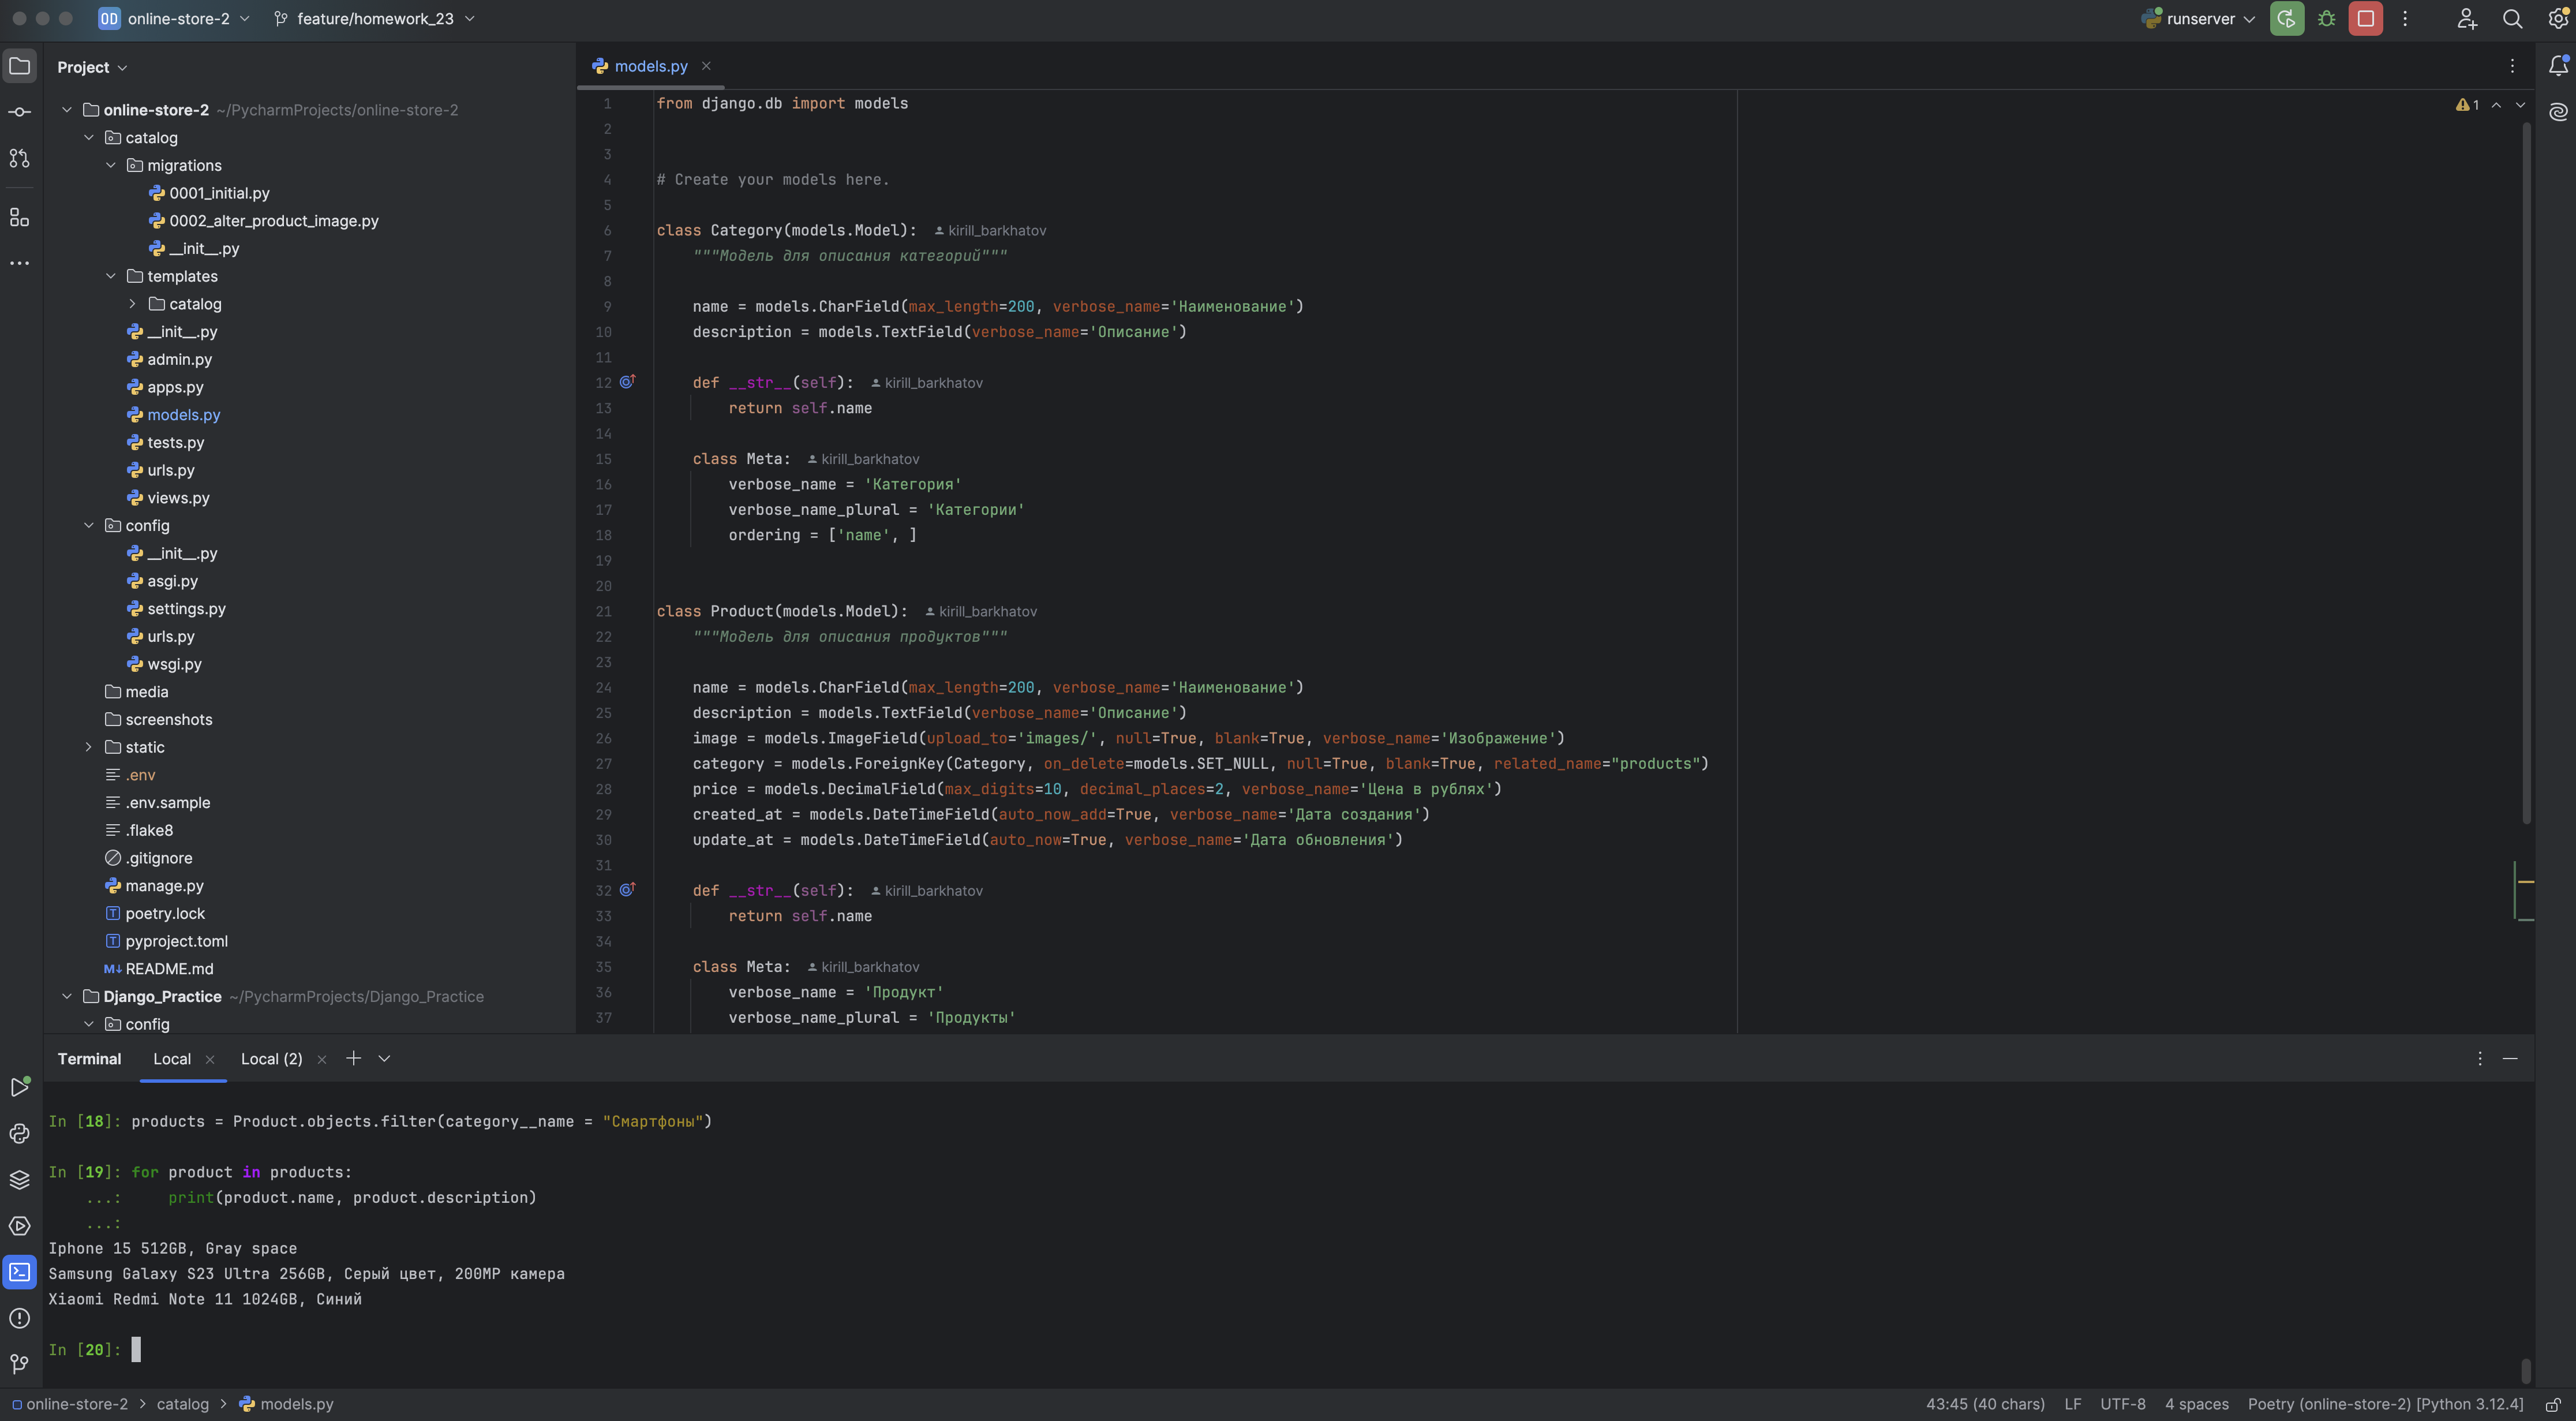 OD online-store-2 feature/homework_23 runserver
Project
online-store-2 ~/PycharmProjects/online-store-2
catalog
migrations
0001_initial.py
0002_alter_product_image.py
__init__.py
templates
catalog
__init__.py
admin.py
apps.py
models.py
tests.py
urls.py
views.py
config
__init__.py
asgi.py
settings.py
urls.py
wsgi.py
media
screenshots
static
.env
.env.sample
.flake8
.gitignore
manage.py
poetry.lock
pyproject.toml
README.md
Django_Practice ~/PycharmProjects/Django_Practice
config
models.py
1
1 from django.db import models
2
3
4 # Create your models here.
5
6 class Category(models.Model): kirill_barkhatov
7 """Модель для описания категорий"""
8
9 name = models.CharField(max_length=200, verbose_name='Наименование')
10 description = models.TextField(verbose_name='Описание')
11
12 def __str__(self): kirill_barkhatov
13 return self.name
14
15 class Meta: kirill_barkhatov
16 verbose_name = 'Категория'
17 verbose_name_plural = 'Категории'
18 ordering = ['name', ]
19
20
21 class Product(models.Model): kirill_barkhatov
22 """Модель для описания продуктов"""
23
24 name = models.CharField(max_length=200, verbose_name='Наименование')
25 description = models.TextField(verbose_name='Описание')
26 image = models.ImageField(upload_to='images/', null=True, blank=True, verbose_name='Изображение')
27 category = models.ForeignKey(Category, on_delete=models.SET_NULL, null=True, blank=True, related_name="products")
28 price = models.DecimalField(max_digits=10, decimal_places=2, verbose_name='Цена в рублях')
29 created_at = models.DateTimeField(auto_now_add=True, verbose_name='Дата создания')
30 update_at = models.DateTimeField(auto_now=True, verbose_name='Дата обновления')
31
32 def __str__(self): kirill_barkhatov
33 return self.name
34
35 class Meta: kirill_barkhatov
36 verbose_name = 'Продукт'
37 verbose_name_plural = 'Продукты'
Terminal Local Local (2)
In [18]: products = Product.objects.filter(category__name = "Смартфоны")
In [19]: for product in products:
...: print(product.name, product.description)
...:
Iphone 15 512GB, Gray space
Samsung Galaxy S23 Ultra 256GB, Серый цвет, 200MP камера
Xiaomi Redmi Note 11 1024GB, Синий
In [20]:
online-store-2 > catalog > models.py 43:45 (40 chars) LF UTF-8 4 spaces Poetry (online-store-2) [Python 3.12.4]